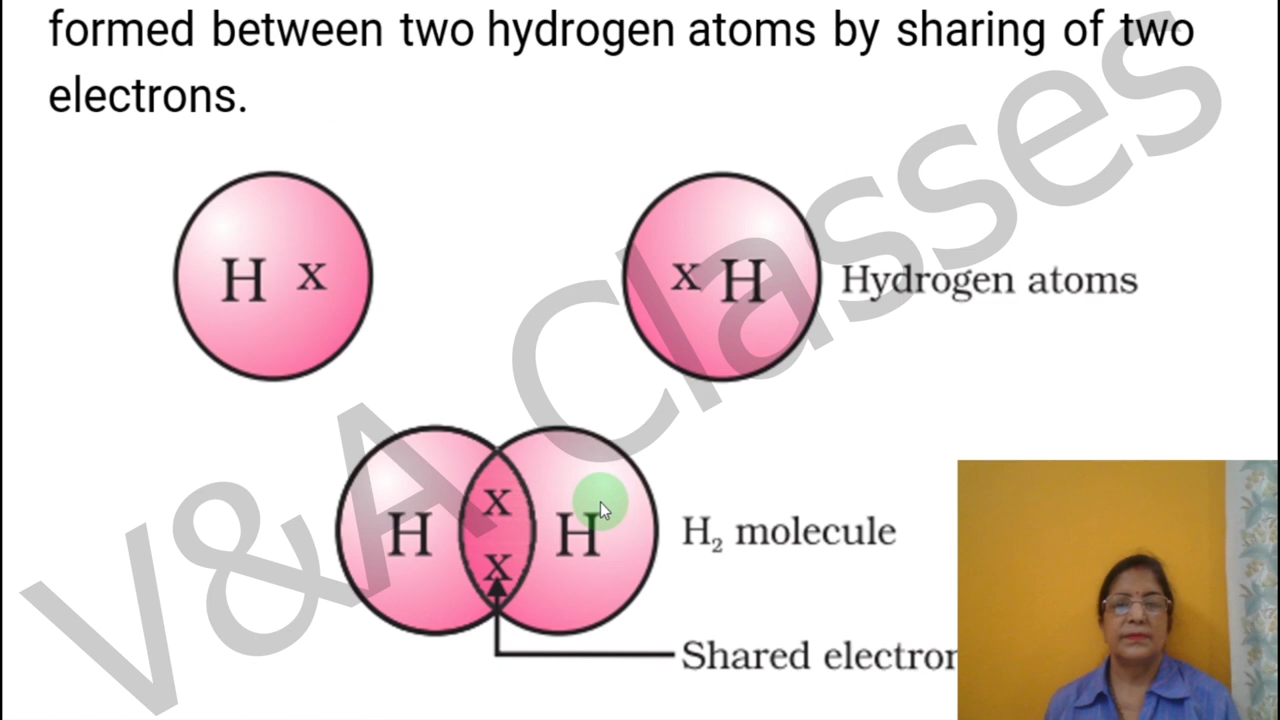 formed between two hydrogen atoms by sharing of two
electrons.
H x
x H
Hydrogen atoms
H x x H
H₂ molecule
Shared electron
V&A Classes